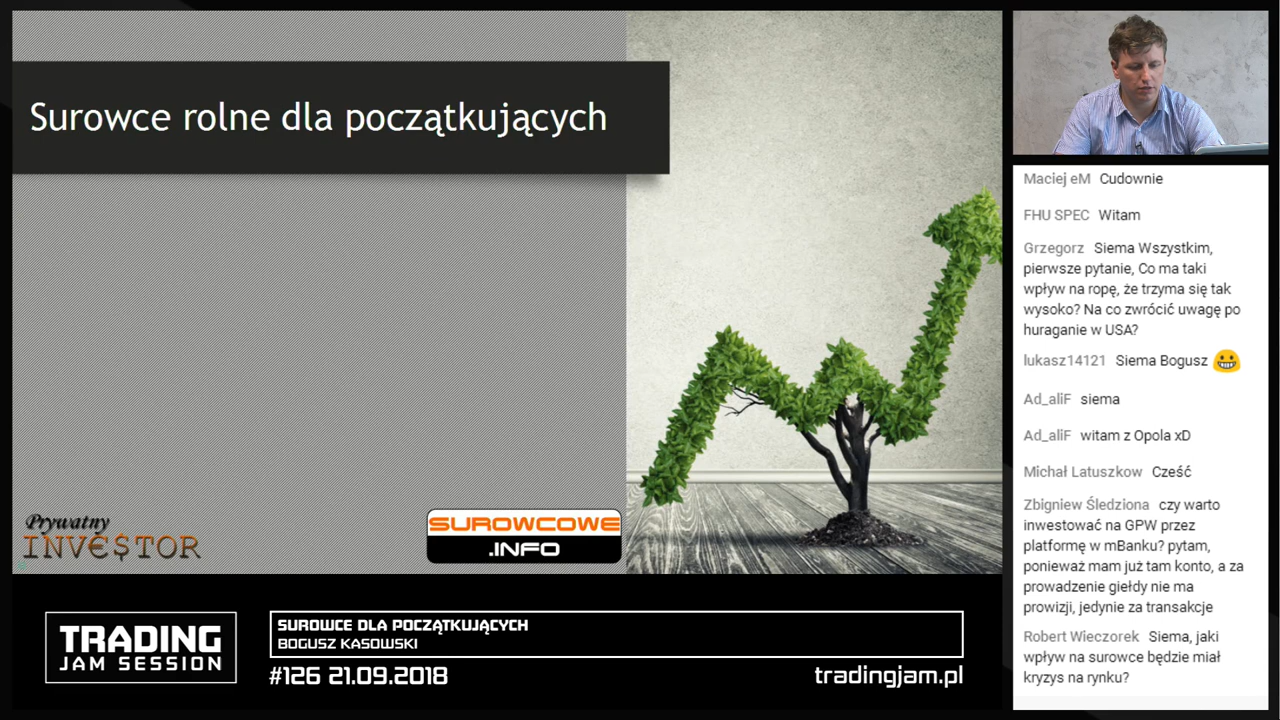 Surowce rolne dla początkujących
Prywatny
INV€$TOR
SUROWCOWE
.INFO
TRADING
JAM SESSION
SUROWCE DLA POCZĄTKUJĄCYCH
BOGUSZ KASOWSKI
#126 21.09.2018
tradingjam.pl
Maciej eM Cudownie
FHU SPEC Witam
Grzegorz Siema Wszystkim,
pierwsze pytanie, Co ma taki
wpływ na ropę, że trzyma się tak
wysoko? Na co zwrócić uwagę po
huraganie w USA?
lukasz14121 Siema Bogusz 😀
Ad_aliF siema
Ad_aliF witam z Opola xD
Michał Latuszkow Cześć
Zbigniew Śledziona czy warto
inwestować na GPW przez
platformę w mBanku? pytam,
ponieważ mam już tam konto, a za
prowadzenie giełdy nie ma
prowizji, jedynie za transakcje
Robert Wieczorek Siema, jaki
wpływ na surowce będzie miał
kryzys na rynku?